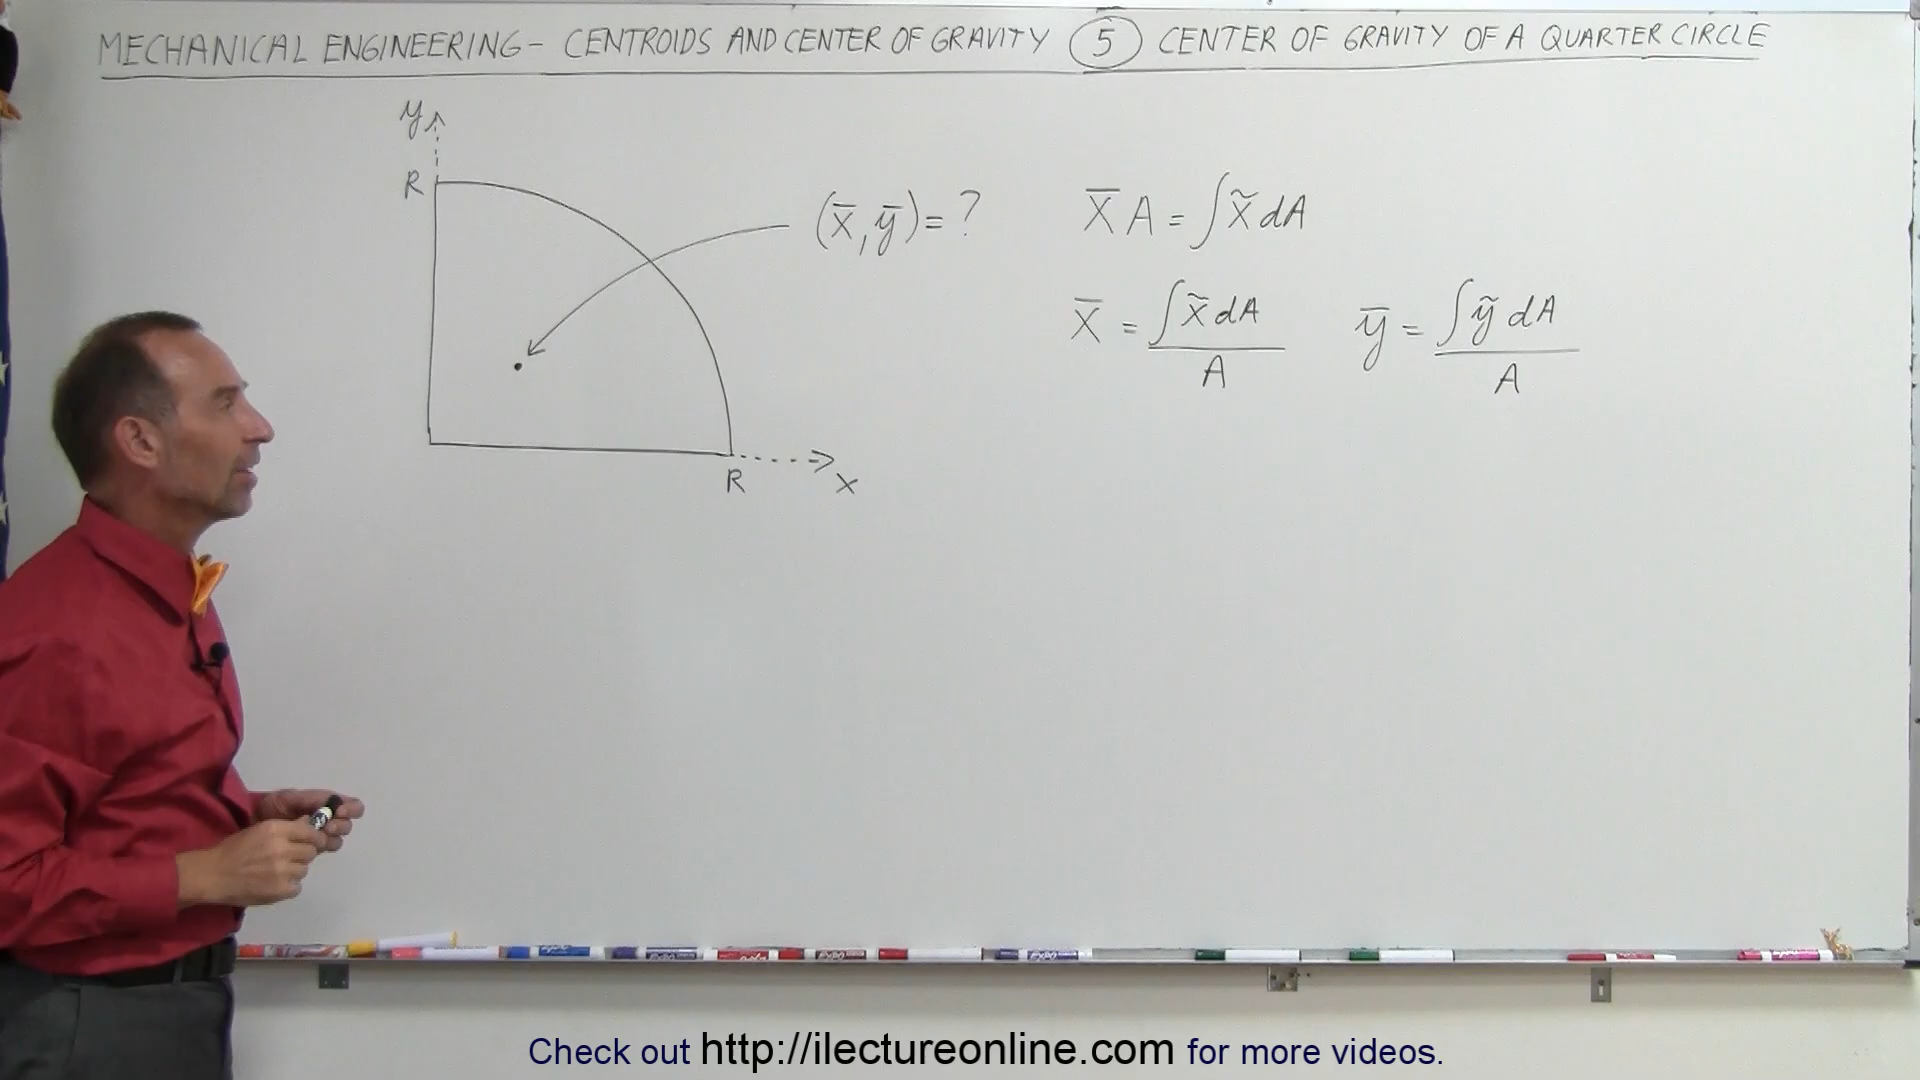 MECHANICAL ENGINEERING - CENTROIDS AND CENTER OF GRAVITY (5) CENTER OF GRAVITY OF A QUARTER CIRCLE
y
R
(x̄, ȳ) = ?
x̄ A = ∫ x̃ dA
x̄ = ∫ x̃ dA / A
ȳ = ∫ ỹ dA / A
R
x
Check out http://ilectureonline.com for more videos.